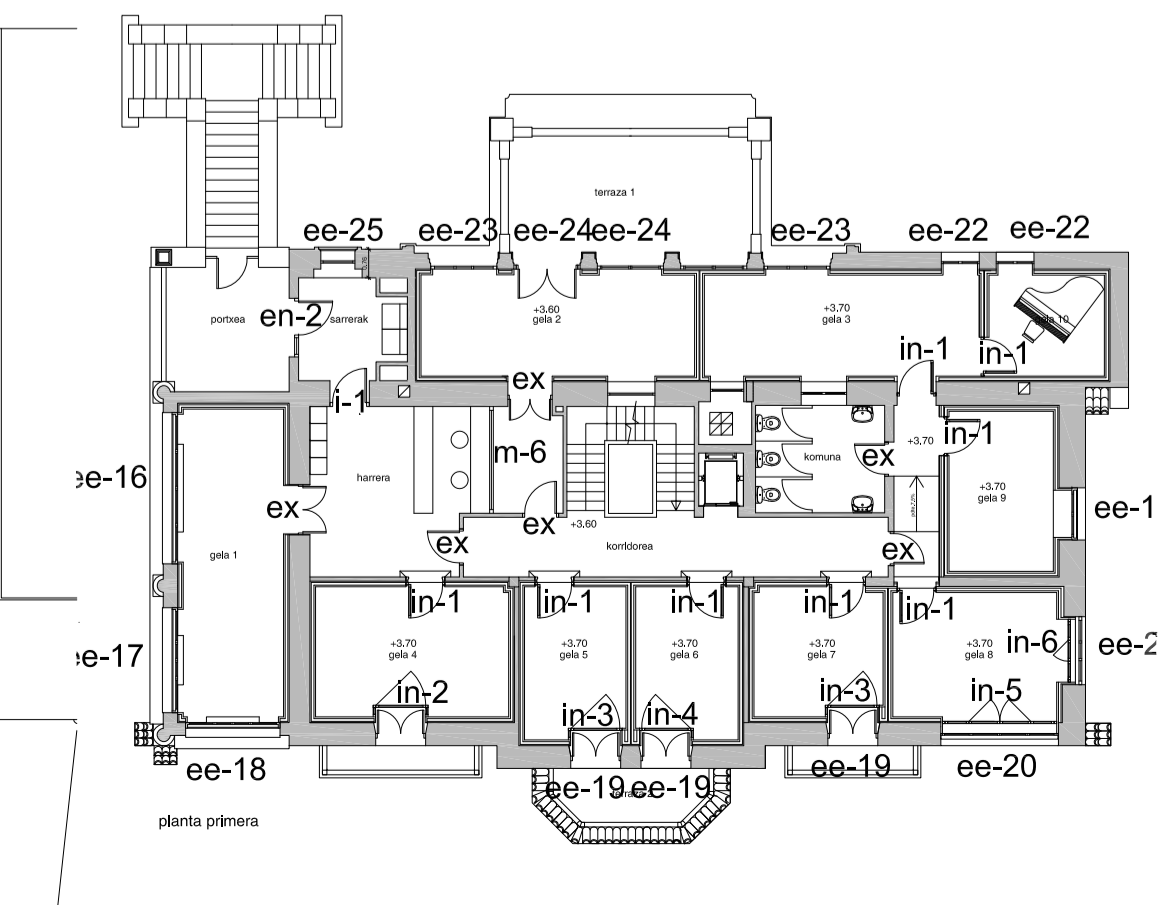 terraza 1
ee-25
ee-23
ee-24
ee-24
ee-23
ee-22
ee-22
0,76
portxea
en-2
sarrerak
+3.60
gela 2
+3.70
gela 3
gela 10
in-1
in-1
ex
i-1
m-6
harrera
komuna
ex
+3.70
in-1
+3.70
gela 9
ee-16
ex
gela 1
ex
ex
+3.60
korridorea
ex
ee-1
in-1
in-1
in-1
in-1
in-1
+3.70
gela 4
+3.70
gela 5
+3.70
gela 6
+3.70
gela 7
+3.70
gela 8
in-6
ee-2
ee-17
in-2
in-3
in-4
in-3
in-5
ee-18
ee-19
ee-19
ee-19
ee-20
planta primera